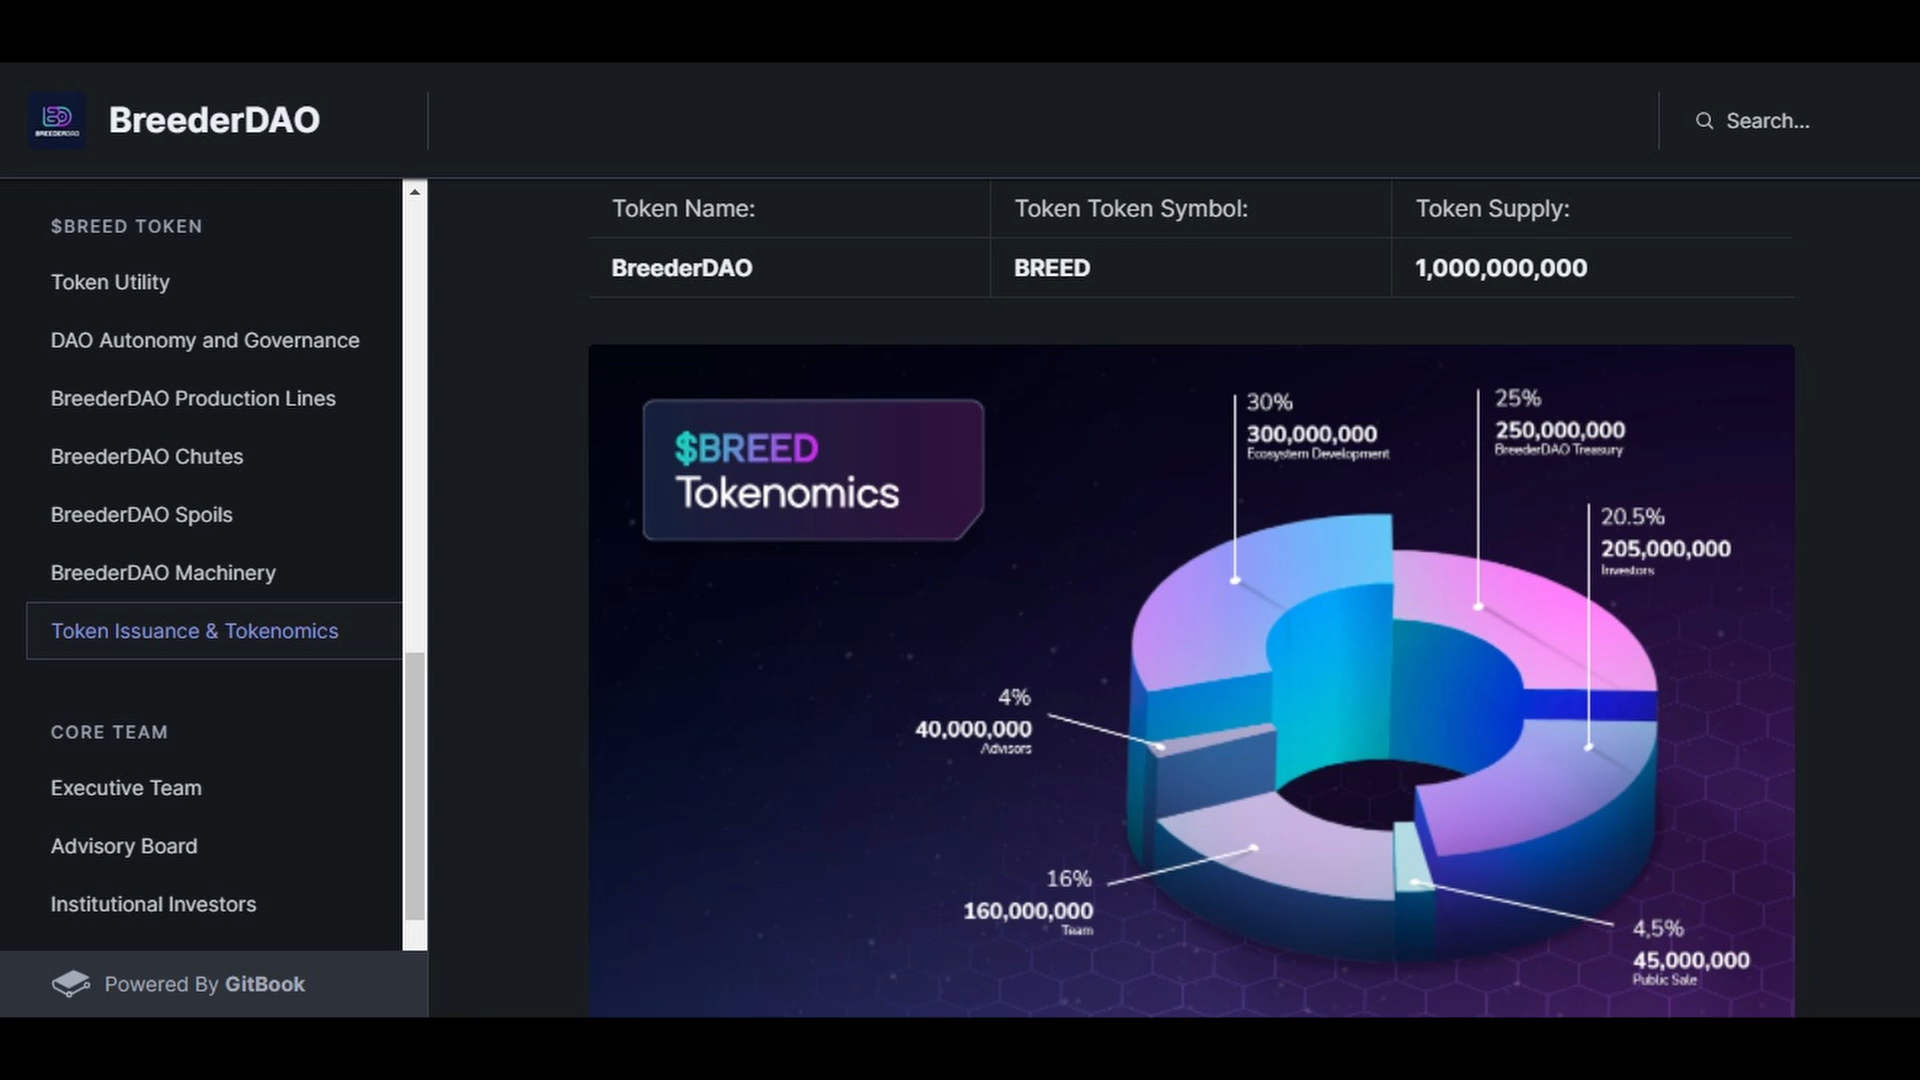 BREEDERDAO
BreederDAO
Search...
$BREED TOKEN
Token Utility
DAO Autonomy and Governance
BreederDAO Production Lines
BreederDAO Chutes
BreederDAO Spoils
BreederDAO Machinery
Token Issuance & Tokenomics
CORE TEAM
Executive Team
Advisory Board
Institutional Investors
Powered By GitBook
Token Name: Token Token Symbol: Token Supply:
BreederDAO BREED 1,000,000,000
$BREED
Tokenomics
30%
300,000,000
Ecosystem Development
25%
250,000,000
BreederDAO Treasury
20.5%
205,000,000
Investors
4%
40,000,000
Advisors
16%
160,000,000
Team
4,5%
45,000,000
Public Sale